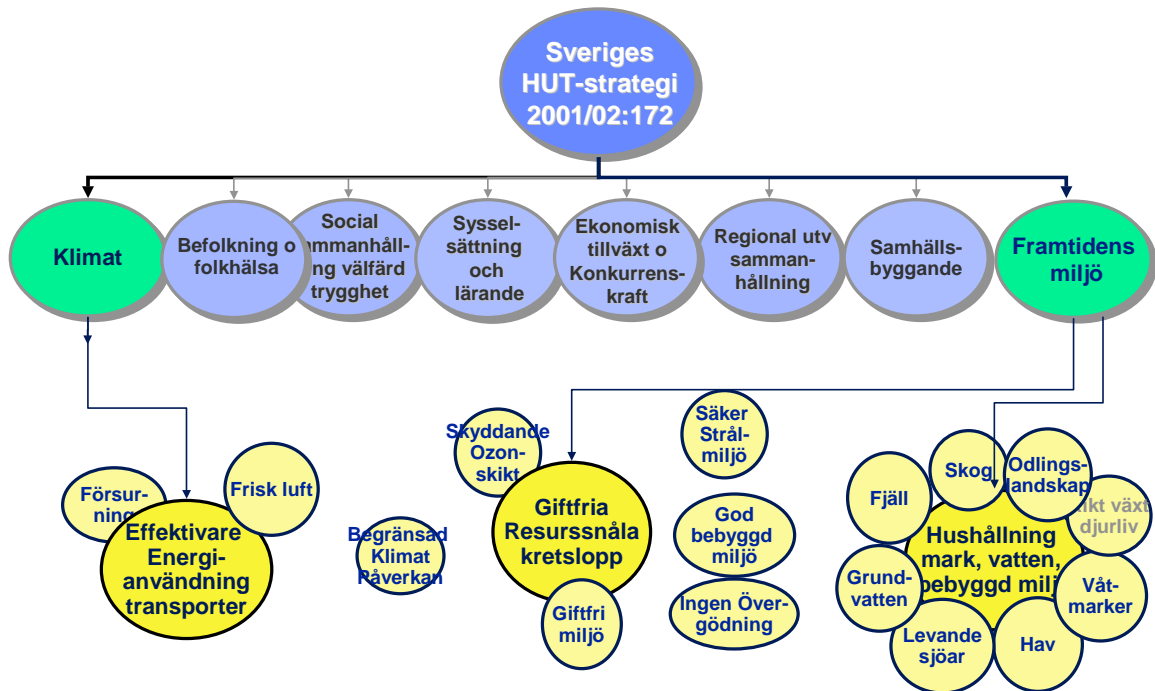 Sveriges
HUT-strategi
2001/02:172
Klimat
Befolkning o
folkhälsa
Social
ammanhåll-
ng välfärd
trygghet
Syssel-
sättning
och
lärande
Ekonomisk
tillväxt o
Konkurrens-
kraft
Regional utv
samman-
hållning
Samhälls-
byggande
Framtidens
miljö
Försur-
ning
Frisk luft
Effektivare
Energi-
användning
transporter
Begränsad
Klimat
Påverkan
Skyddande
Ozon-
skikt
Giftfria
Resurssnåla
kretslopp
Giftfri
miljö
Säker
Strål-
miljö
God
bebyggd
miljö
Ingen Över-
gödning
Fjäll
Skog
Odlings-
landskap
ikt växt
djurliv
Hushållning
mark, vatten,
bebyggd milj
Grund-
vatten
Våt-
marker
Levande
sjöar
Hav